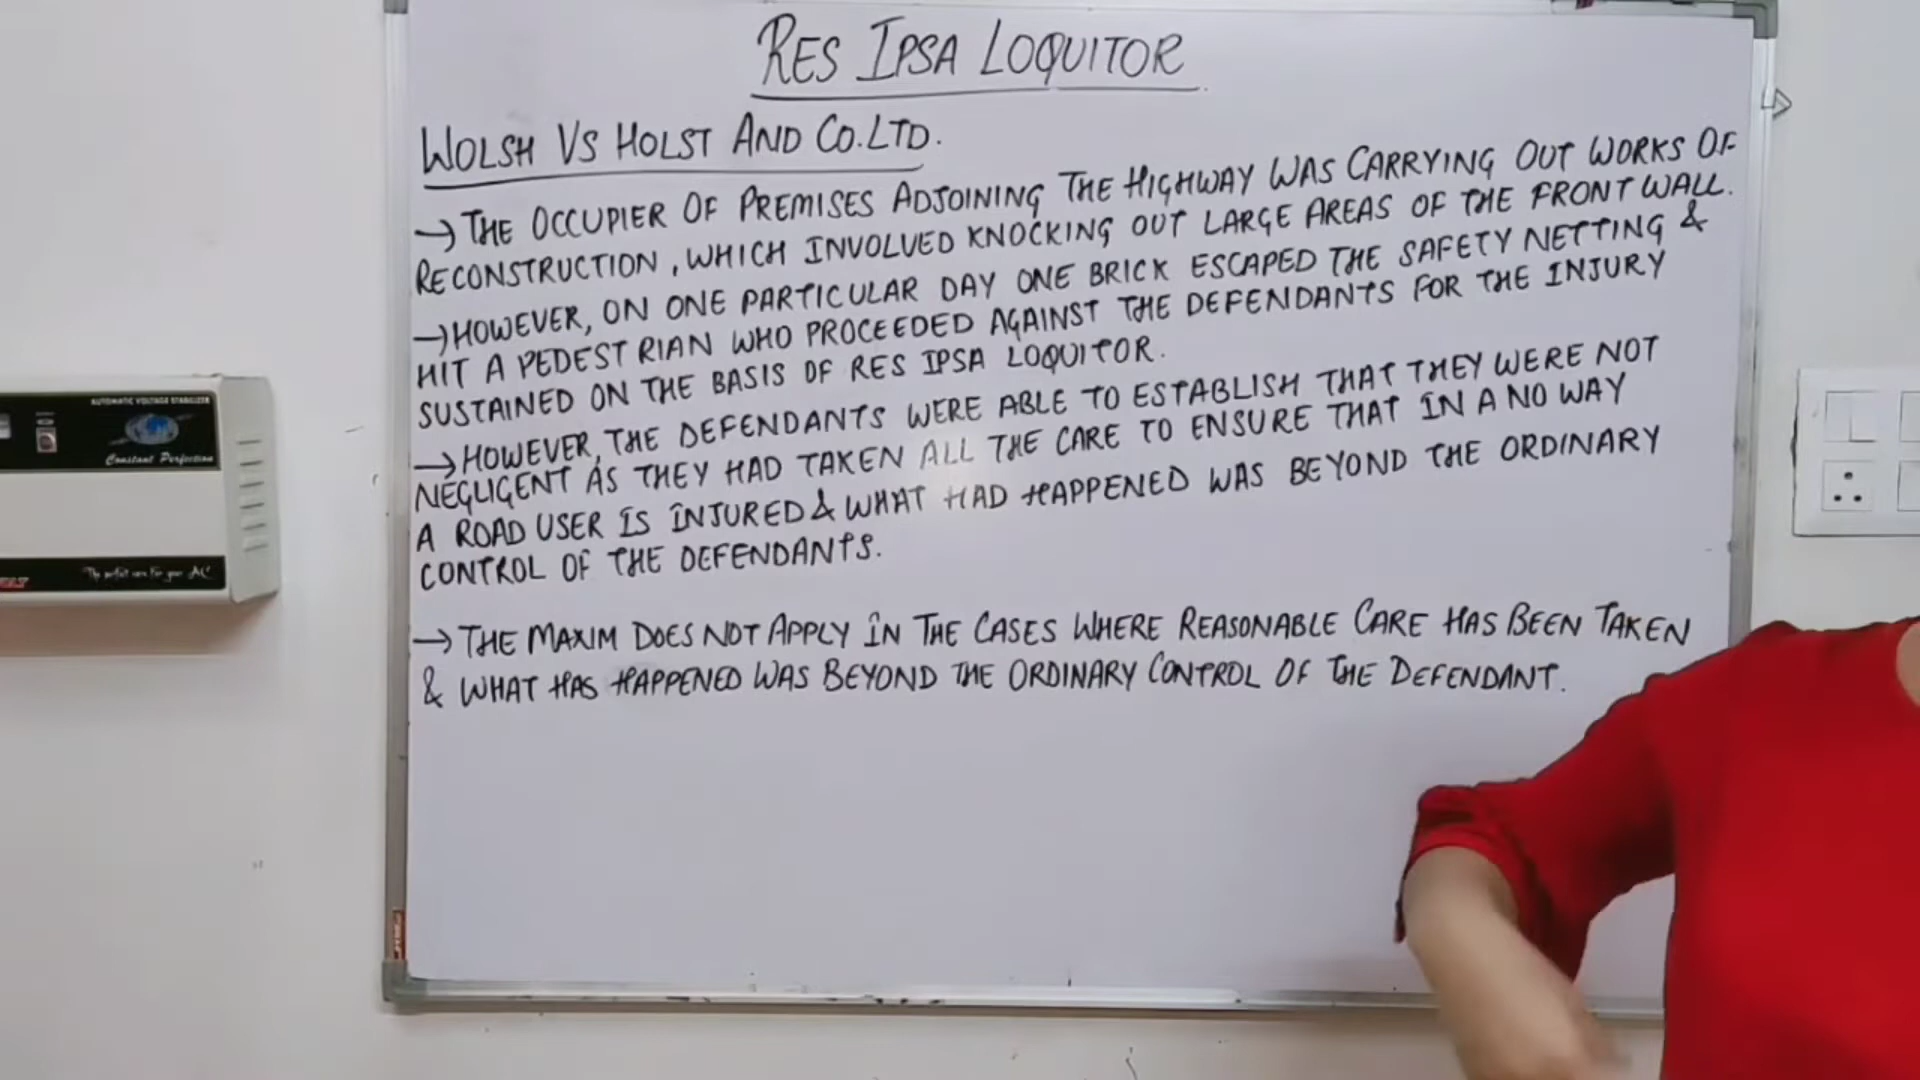 RES IPSA LOQUITOR
WOLSH VS HOLST AND CO.LTD.
→ THE OCCUPIER OF PREMISES ADJOINING THE HIGHWAY WAS CARRYING OUT WORKS OF
RECONSTRUCTION, WHICH INVOLVED KNOCKING OUT LARGE AREAS OF THE FRONT WALL.
→ HOWEVER, ON ONE PARTICULAR DAY ONE BRICK ESCAPED THE SAFETY NETTING &
HIT A PEDESTRIAN WHO PROCEEDED AGAINST THE DEFENDANTS FOR THE INJURY
SUSTAINED ON THE BASIS OF RES IPSA LOQUITOR.
→ HOWEVER, THE DEFENDANTS WERE ABLE TO ESTABLISH THAT THEY WERE NOT
NEGLIGENT AS THEY HAD TAKEN ALL THE CARE TO ENSURE THAT IN A NO WAY
A ROAD USER IS INJURED & WHAT HAD HAPPENED WAS BEYOND THE ORDINARY
CONTROL OF THE DEFENDANTS.
→ THE MAXIM DOES NOT APPLY IN THE CASES WHERE REASONABLE CARE HAS BEEN TAKEN
& WHAT HAS HAPPENED WAS BEYOND THE ORDINARY CONTROL OF THE DEFENDANT.
AUTOMATIC VOLTAGE STABILIZER
Constant Perfection
The perfect care for your AC